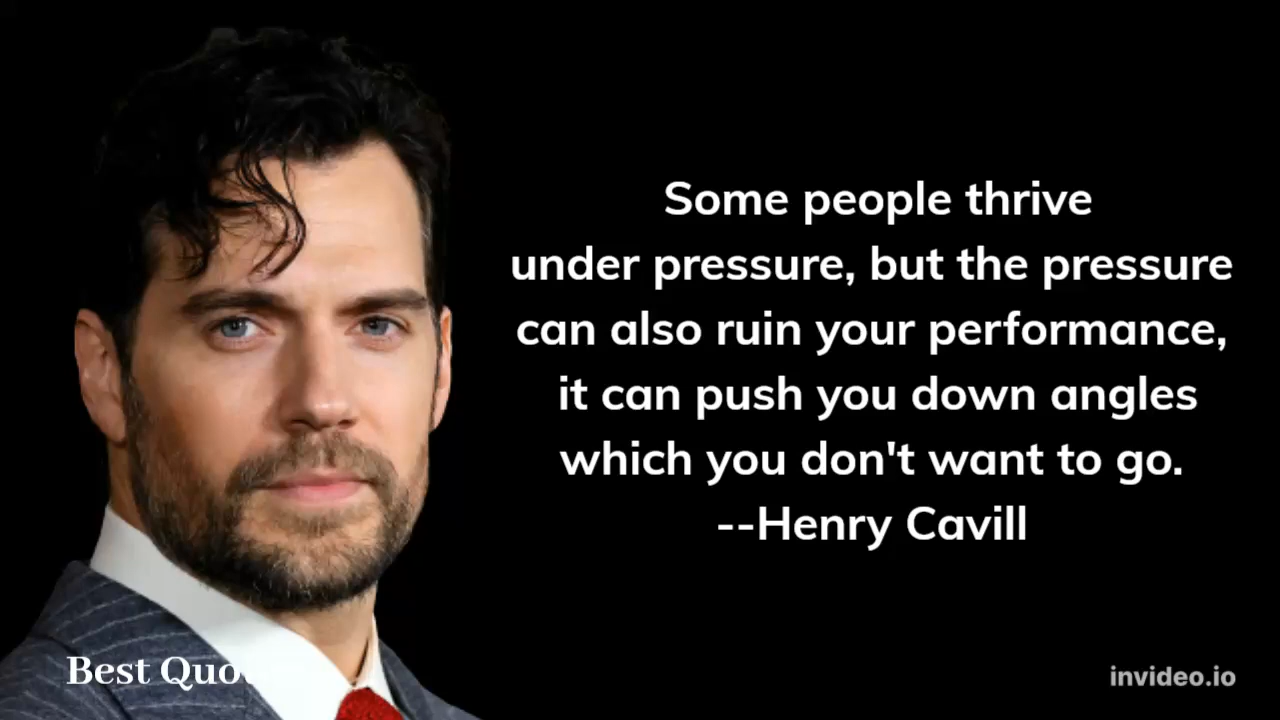 Some people thrive
under pressure, but the pressure
can also ruin your performance,
it can push you down angles
which you don't want to go.
--Henry Cavill
Best
invideo.io